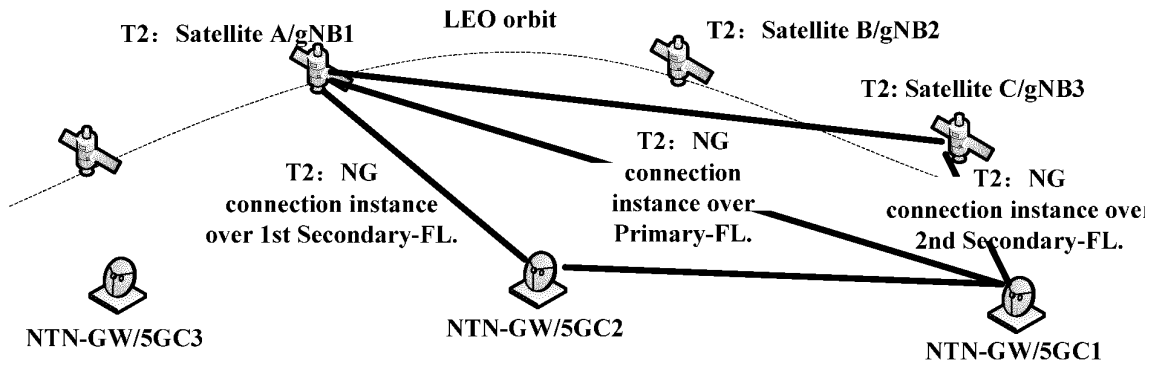 LEO orbit
T2： Satellite A/gNB1
T2： Satellite B/gNB2
T2: Satellite C/gNB3
T2： NG
connection instance
over 1st Secondary-FL.
T2： NG
connection
instance over
Primary-FL.
T2： NG
connection instance ove
2nd Secondary-FL.
NTN-GW/5GC3
NTN-GW/5GC2
NTN-GW/5GC1